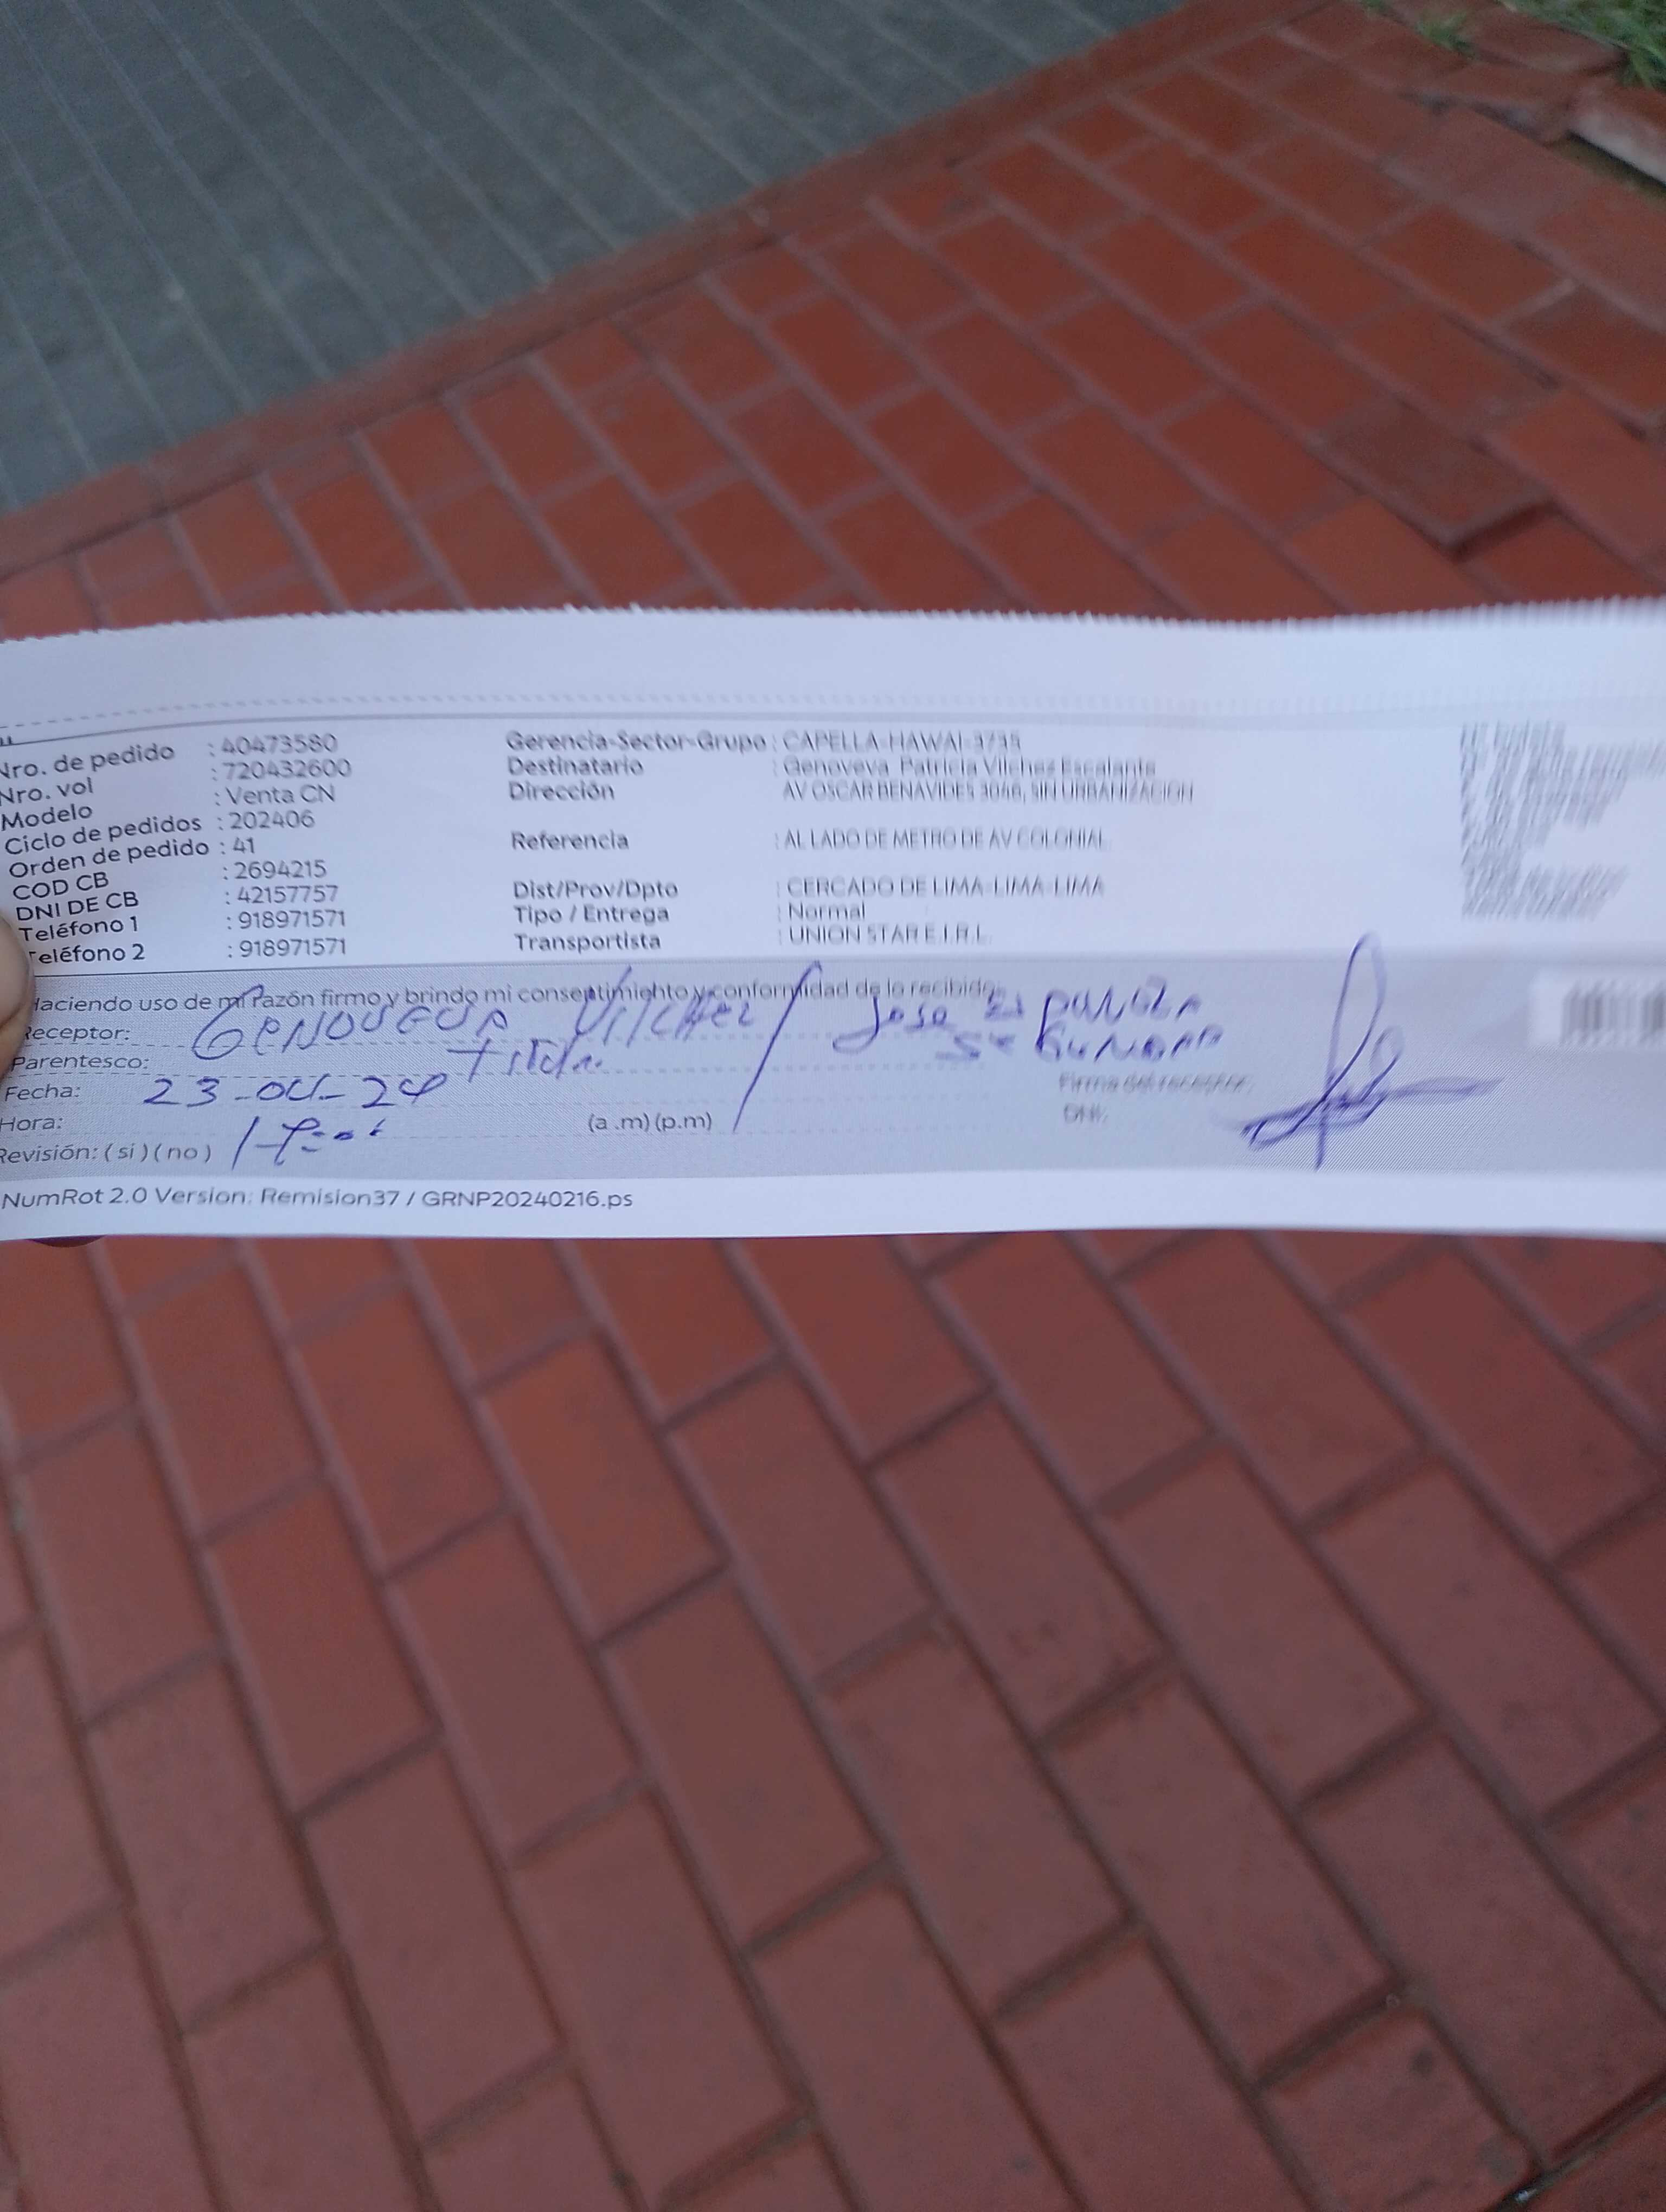 Nro. de pedido : 40473580
Nro. vol : 720432600
Modelo : Venta CN
Ciclo de pedidos : 202406
Orden de pedido : 41
COD CB : 2694215
DNI DE CB : 42157757
Teléfono 1 : 918971571
Teléfono 2 : 918971571
Gerencia-Sector-Grupo : CAPELLA-HAWAI-3735
Destinatario : Genoveva Patricia Vilchez Escalante
Dirección AV OSCAR BENAVIDES 3046, SIN URBANIZACION
Referencia : AL LADO DE METRO DE AV COLONIAL
Dist/Prov/Dpto : CERCADO DE LIMA-LIMA-LIMA
Tipo / Entrega : Normal
Transportista : UNION STAR E.I.R.L.
Haciendo uso de mi razón firmo y brindo mi consentimiento y conformidad de lo recibido
Receptor: GENOVEVA Vilchez / Jose
Parentesco: Titular
Fecha: 23-04-24
Hora: (a .m) (p.m)
Revisión: ( si ) ( no )
Firma del receptor:
DNI:
NumRot 2.0 Version: Remision37 / GRNP20240216.ps